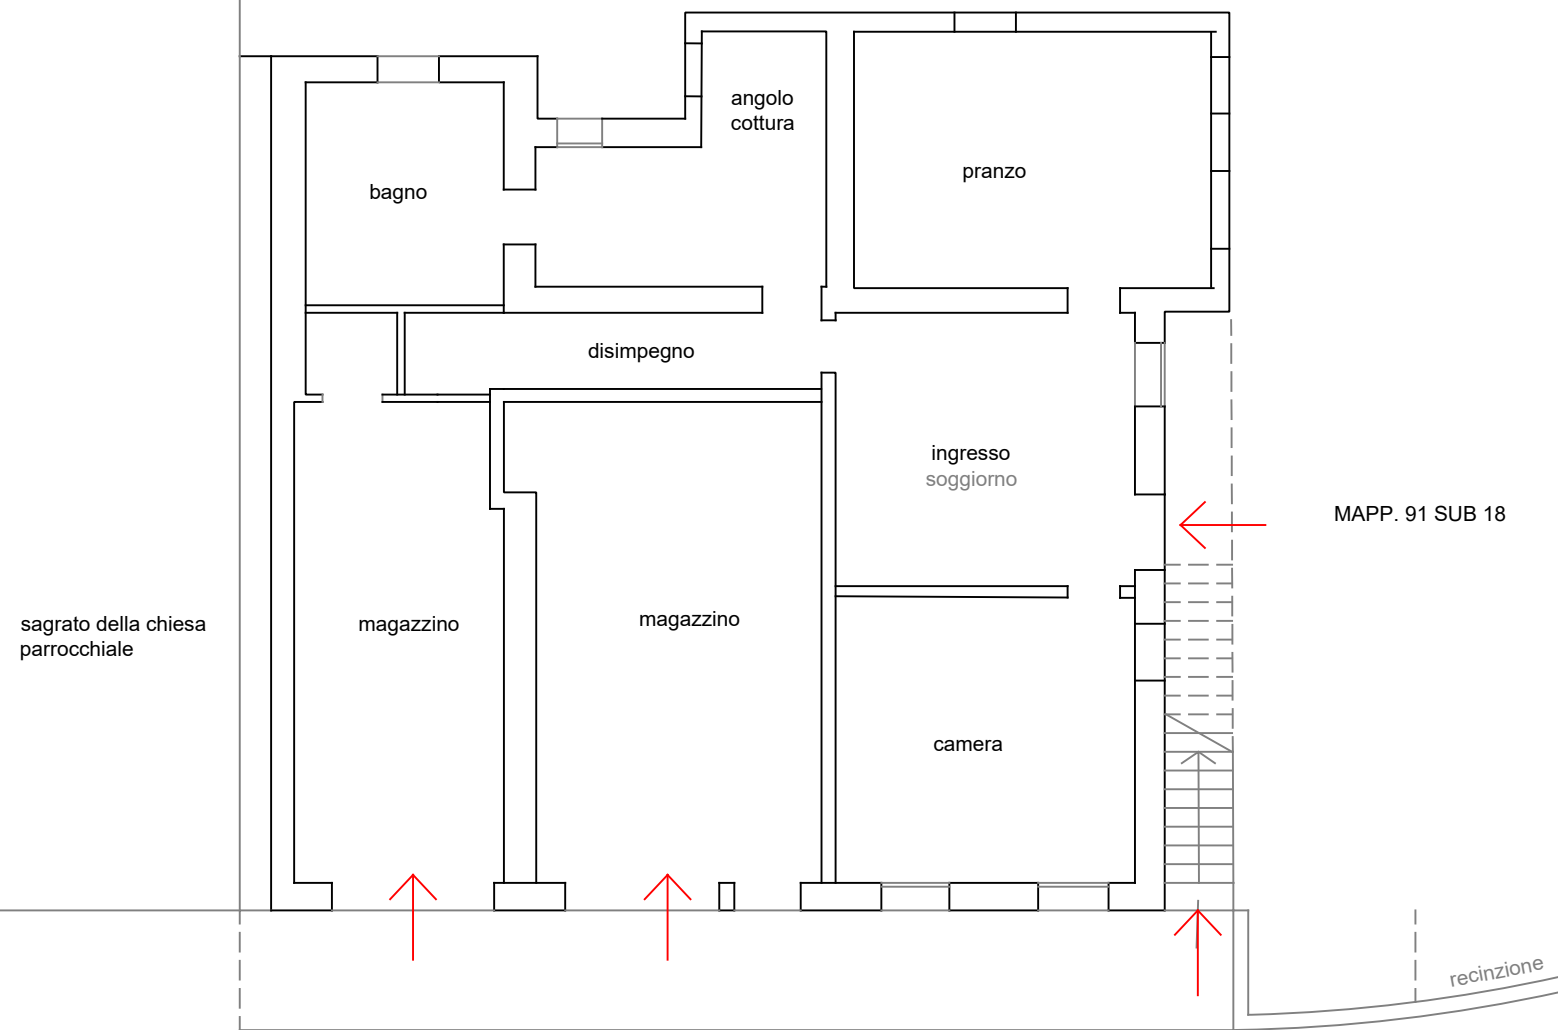 angolo
cottura
pranzo
bagno
disimpegno
ingresso
soggiorno
MAPP. 91 SUB 18
sagrato della chiesa
parrocchiale
magazzino
magazzino
camera
recinzione